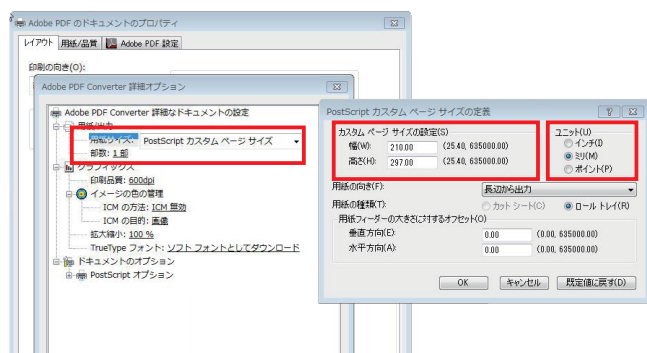 Adobe PDF のドキュメントのプロパティ
レイアウト 用紙/品質 Adobe PDF 設定
印刷の向き(O):
Adobe PDF Converter 詳細オプション
Adobe PDF Converter 詳細なドキュメントの設定
用紙/出力
用紙サイズ: PostScript カスタム ページ サイズ
部数: 1 部
グラフィックス
印刷品質: 600dpi
イメージの色の管理
ICM の方法: ICM 無効
ICM の目的: 画像
拡大縮小: 100 %
TrueType フォント: ソフト フォントとしてダウンロード
ドキュメントのオプション
PostScript オプション
PostScript カスタム ページ サイズの定義
カスタム ページ サイズの設定(S)
幅(W): 210.00 (25.40, 635000.00)
高さ(H): 297.00 (25.40, 635000.00)
ユニット(U)
インチ(I)
ミリ(M)
ポイント(P)
用紙の向き(F): 長辺から出力
用紙の種類(T): カット シート(C) ロール トレイ(R)
用紙フィーダーの大きさに対するオフセット(O)
垂直方向(E): 0.00 (0.00, 635000.00)
水平方向(A): 0.00 (0.00, 635000.00)
OK キャンセル 既定値に戻す(D)